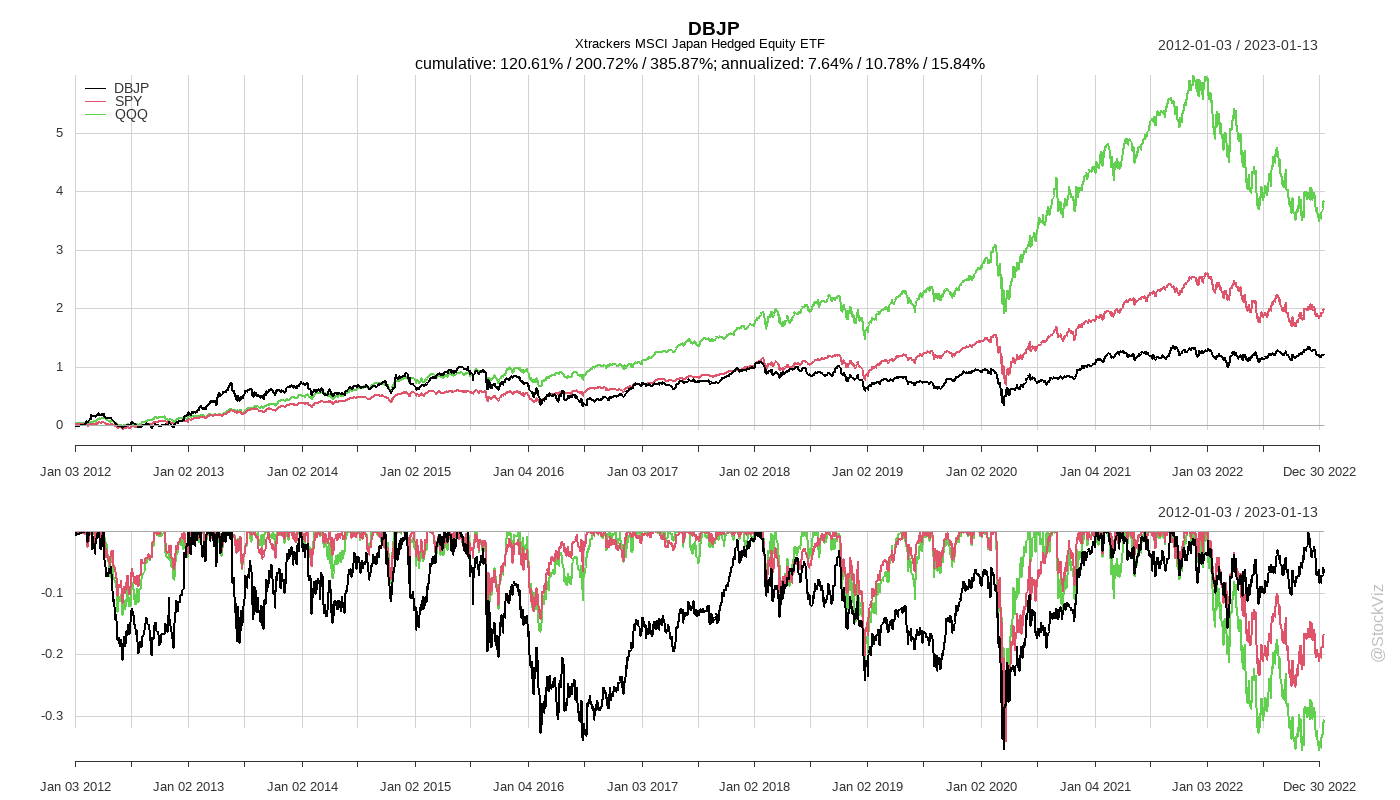 DBJP
Xtrackers MSCI Japan Hedged Equity ETF
2012-01-03 / 2023-01-13
cumulative: 120.61% / 200.72% / 385.87%; annualized: 7.64% / 10.78% / 15.84%
DBJP
SPY
QQQ
5
4
3
2
1
0
Jan 03 2012 Jan 02 2013 Jan 02 2014 Jan 02 2015 Jan 04 2016 Jan 03 2017 Jan 02 2018 Jan 02 2019 Jan 02 2020 Jan 04 2021 Jan 03 2022 Dec 30 2022
2012-01-03 / 2023-01-13
-0.1
-0.2
-0.3
Jan 03 2012 Jan 02 2013 Jan 02 2014 Jan 02 2015 Jan 04 2016 Jan 03 2017 Jan 02 2018 Jan 02 2019 Jan 02 2020 Jan 04 2021 Jan 03 2022 Dec 30 2022
@StockViz